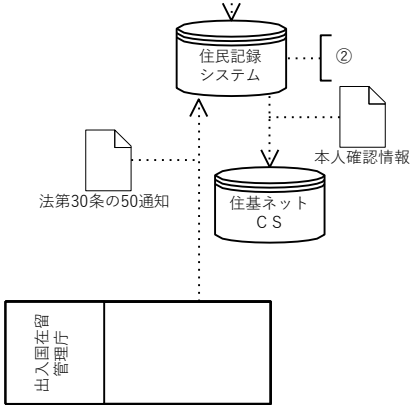 住民記録
システム
②
本人確認情報
法第30条の50通知
住基ネット
ＣＳ
出入国在留
管理庁